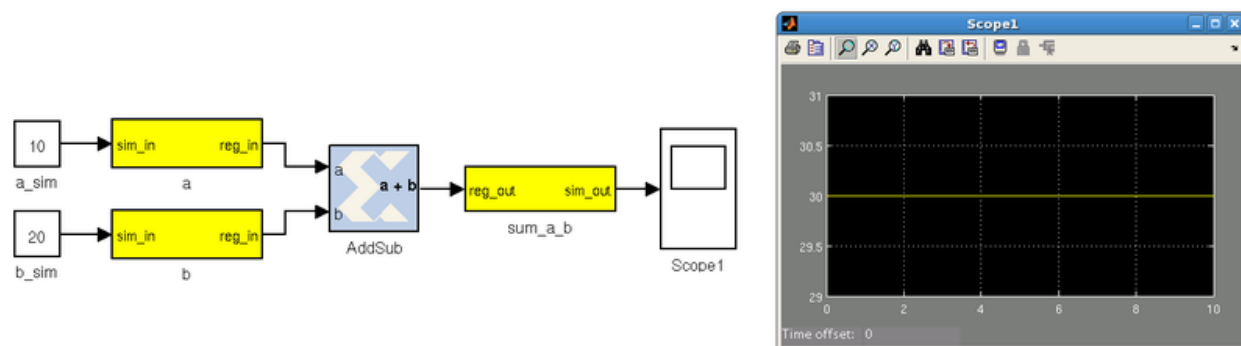 10
a_sim
sim_in
reg_in
a
20
b_sim
sim_in
reg_in
b
a
b
a + b
AddSub
reg_out
sim_out
sum_a_b
Scope1
Scope1
31
30.5
30
29.5
29
0
2
4
6
8
10
Time offset: 0